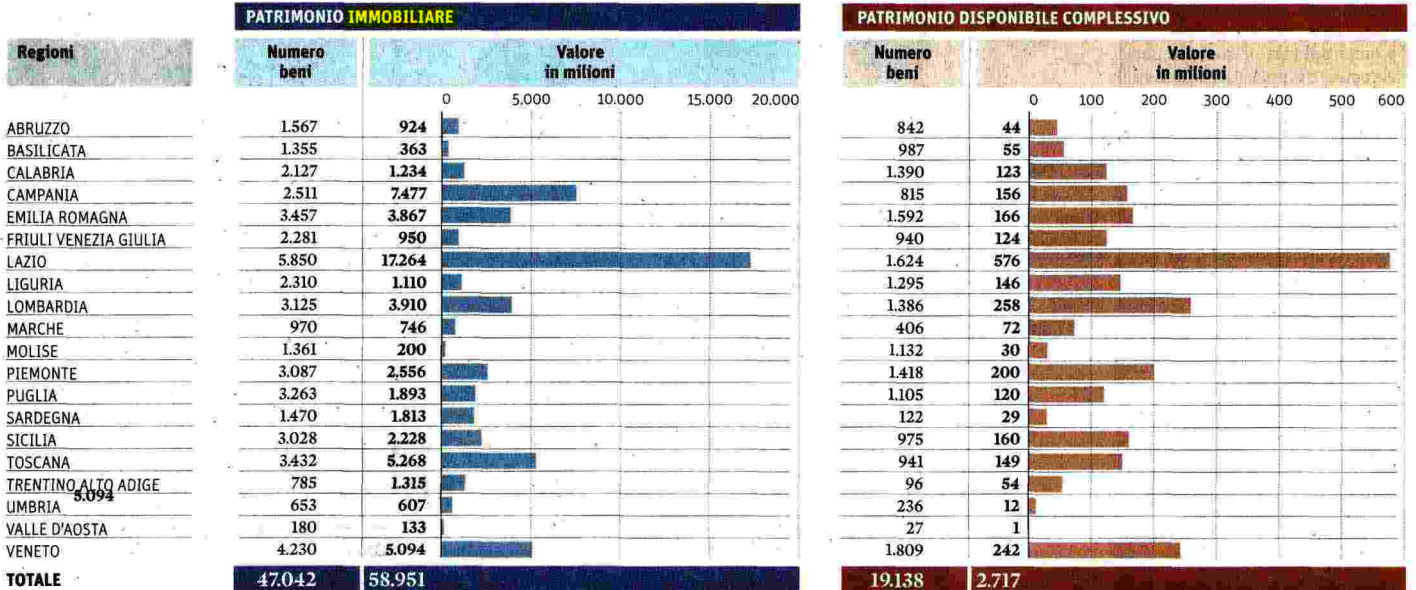 PATRIMONIO IMMOBILIARE PATRIMONIO DISPONIBILE COMPLESSIVO
Regioni Numero beni Valore in milioni Numero beni Valore in milioni
0 5.000 10.000 15.000 20.000 0 100 200 300 400 500 600
ABRUZZO 1.567 924 842 44
BASILICATA 1.355 363 987 55
CALABRIA 2.127 1.234 1.390 123
CAMPANIA 2.511 7.477 815 156
EMILIA ROMAGNA 3.457 3.867 1.592 166
FRIULI VENEZIA GIULIA 2.281 950 940 124
LAZIO 5.850 17.264 1.624 576
LIGURIA 2.310 1.110 1.295 146
LOMBARDIA 3.125 3.910 1.386 258
MARCHE 970 746 406 72
MOLISE 1.361 200 1.132 30
PIEMONTE 3.087 2.556 1.418 200
PUGLIA 3.263 1.893 1.105 120
SARDEGNA 1.470 1.813 122 29
SICILIA 3.028 2.228 975 160
TOSCANA 3.432 5.268 941 149
TRENTINO ALTO ADIGE 785 1.315 96 54
5.094
UMBRIA 653 607 236 12
VALLE D'AOSTA 180 133 27 1
VENETO 4.230 5.094 1.809 242
TOTALE 47.042 58.951 19.138 2.717